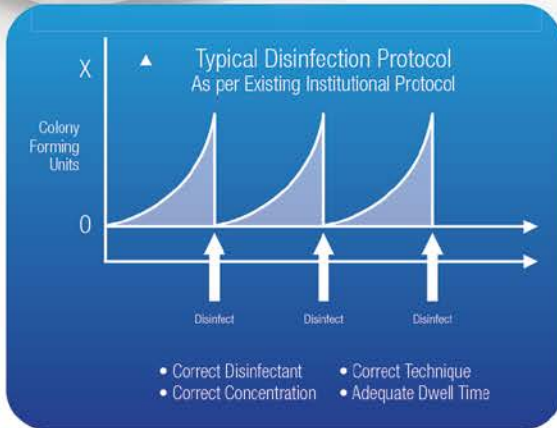 Typical Disinfection Protocol
As per Existing Institutional Protocol
X
Colony
Forming
Units
0
Disinfect
Disinfect
Disinfect
• Correct Disinfectant
• Correct Concentration
• Correct Technique
• Adequate Dwell Time